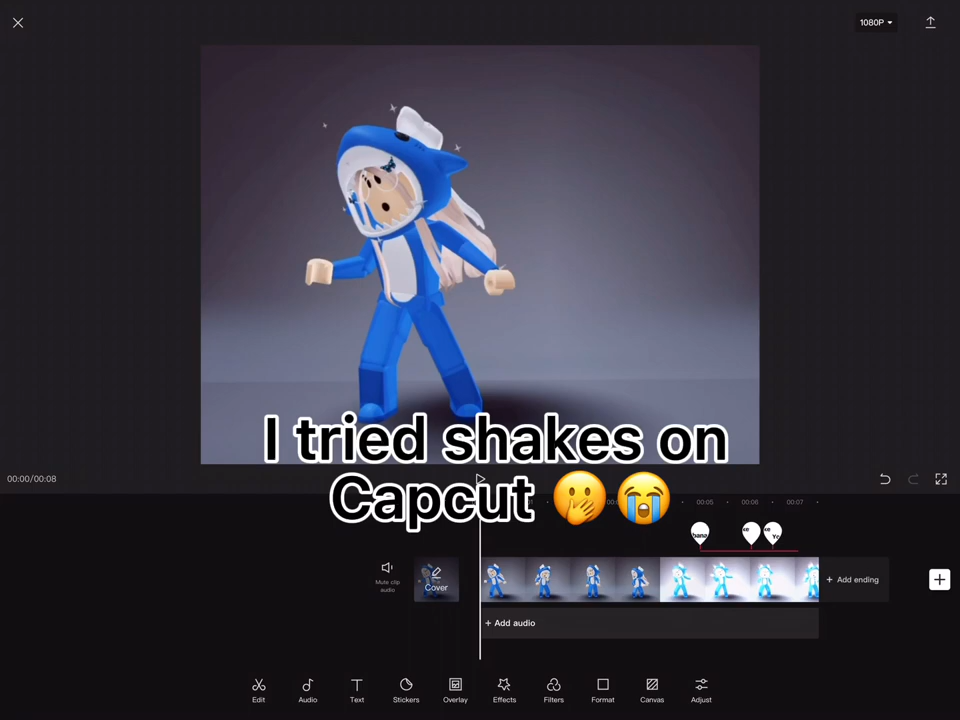 1080P
I tried shakes on
Capcut 🤭😭
00:00/00:08
00:05
00:06
00:07
Mute clip
audio
Cover
+ Add ending
+ Add audio
Edit
Audio
Text
Stickers
Overlay
Effects
Filters
Format
Canvas
Adjust